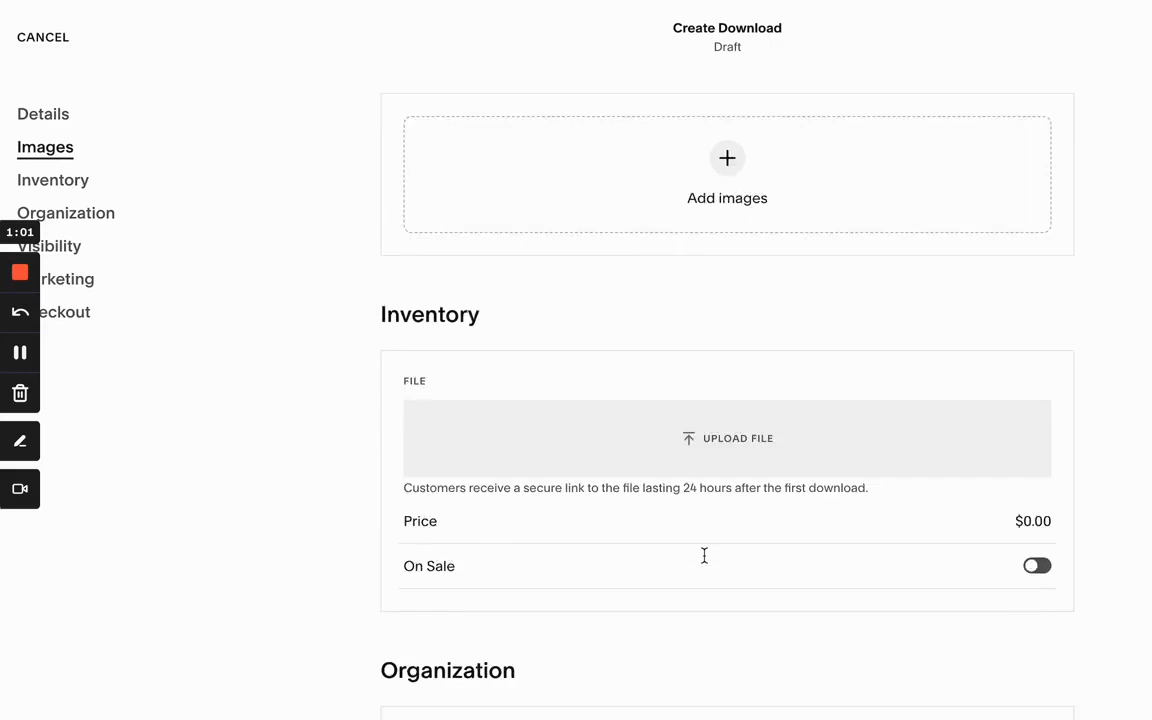 CANCEL
Create Download
Draft
Details
Images
Inventory
Organization
1:01
Visibility
rketing
eckout
Add images
Inventory
FILE
UPLOAD FILE
Customers receive a secure link to the file lasting 24 hours after the first download.
Price
$0.00
On Sale
Organization